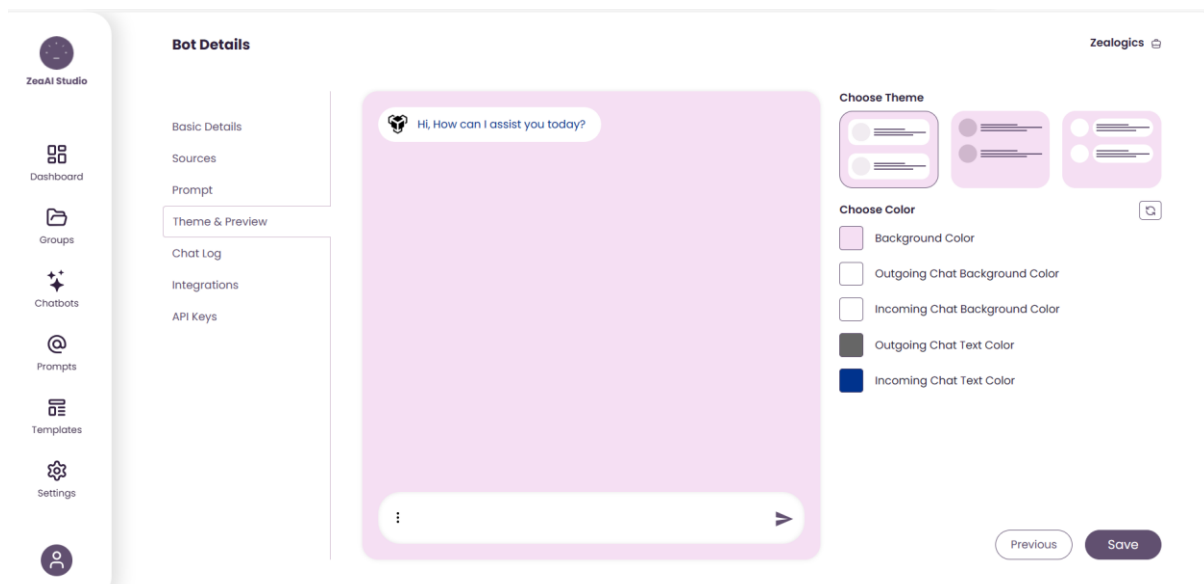 Bot Details
Zealogics
ZeaAI Studio
Dashboard
Groups
Chatbots
Prompts
Templates
Settings
Basic Details
Sources
Prompt
Theme & Preview
Chat Log
Integrations
API Keys
Hi, How can I assist you today?
Choose Theme
Choose Color
Background Color
Outgoing Chat Background Color
Incoming Chat Background Color
Outgoing Chat Text Color
Incoming Chat Text Color
Previous
Save